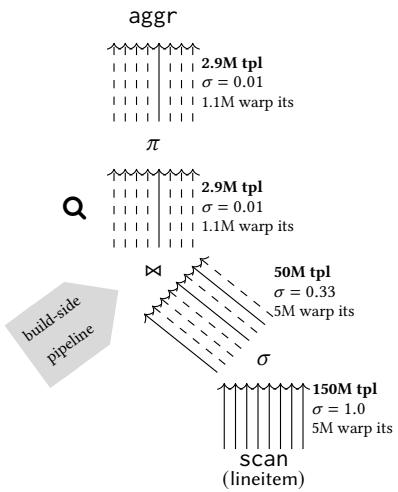 aggr
2.9M tpl
σ = 0.01
1.1M warp its
π
2.9M tpl
σ = 0.01
1.1M warp its
⋈
50M tpl
σ = 0.33
5M warp its
build-side
pipeline
σ
150M tpl
σ = 1.0
5M warp its
scan
(lineitem)